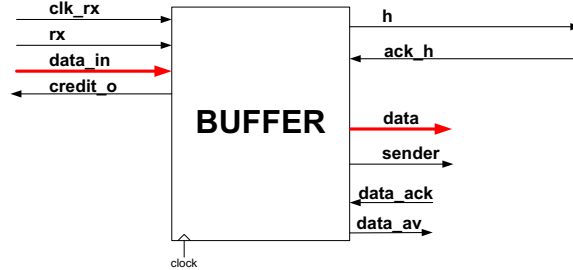 clk_rx
rx
data_in
credit_o
BUFFER
h
ack_h
data
sender
data_ack
data_av
clock